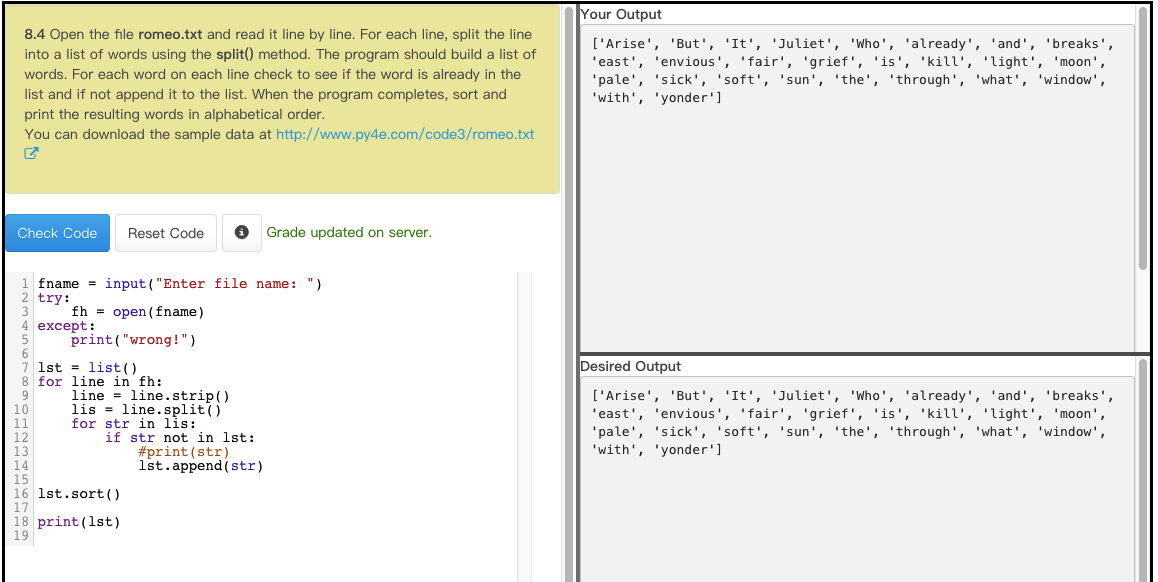 8.4 Open the file romeo.txt and read it line by line. For each line, split the line
into a list of words using the split() method. The program should build a list of
words. For each word on each line check to see if the word is already in the
list and if not append it to the list. When the program completes, sort and
print the resulting words in alphabetical order.
You can download the sample data at http://www.py4e.com/code3/romeo.txt
Check Code Reset Code Grade updated on server.
1 fname = input("Enter file name: ")
2 try:
3     fh = open(fname)
4 except:
5     print("wrong!")
6
7 lst = list()
8 for line in fh:
9     line = line.strip()
10     lis = line.split()
11     for str in lis:
12         if str not in lst:
13             #print(str)
14             lst.append(str)
15
16 lst.sort()
17
18 print(lst)
19
Your Output
['Arise', 'But', 'It', 'Juliet', 'Who', 'already', 'and', 'breaks',
'east', 'envious', 'fair', 'grief', 'is', 'kill', 'light', 'moon',
'pale', 'sick', 'soft', 'sun', 'the', 'through', 'what', 'window',
'with', 'yonder']
Desired Output
['Arise', 'But', 'It', 'Juliet', 'Who', 'already', 'and', 'breaks',
'east', 'envious', 'fair', 'grief', 'is', 'kill', 'light', 'moon',
'pale', 'sick', 'soft', 'sun', 'the', 'through', 'what', 'window',
'with', 'yonder']